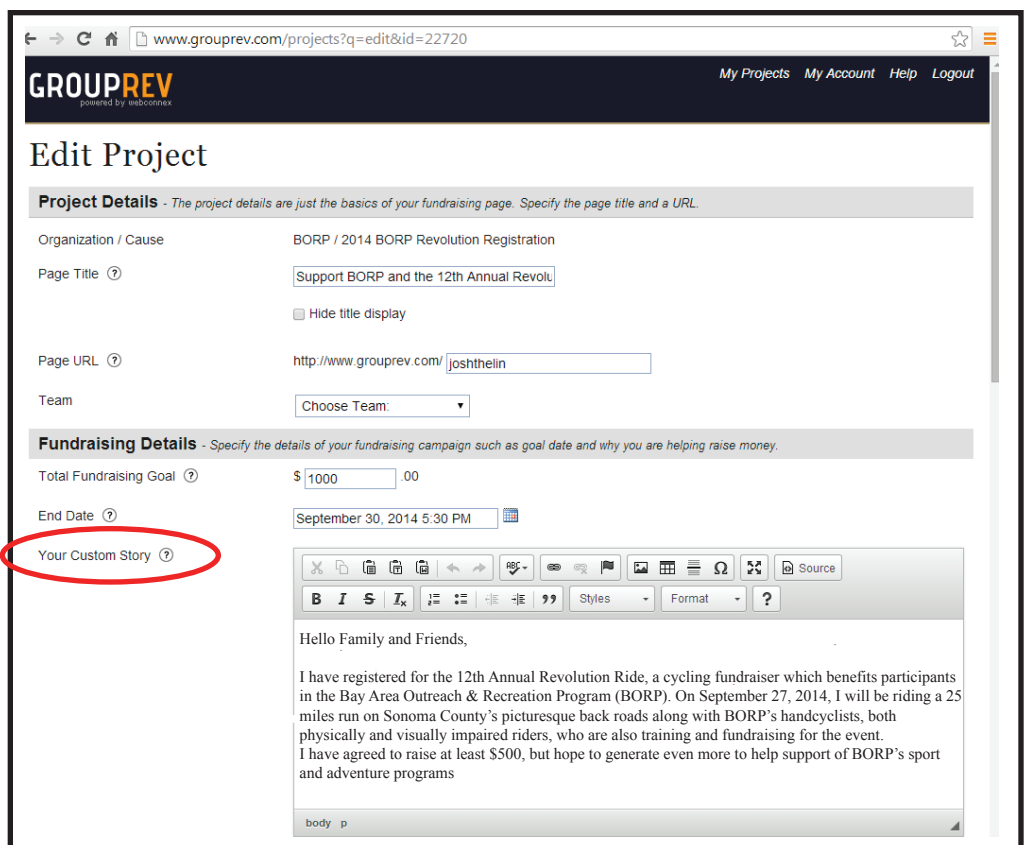 www.grouprev.com/projects?q=edit&id=22720
GROUPREV
powered by webconnex
My Projects My Account Help Logout
Edit Project
Project Details - The project details are just the basics of your fundraising page. Specify the page title and a URL.
Organization / Cause BORP / 2014 BORP Revolution Registration
Page Title ? Support BORP and the 12th Annual Revolu
Hide title display
Page URL ? http://www.grouprev.com/ joshthelin
Team Choose Team:
Fundraising Details - Specify the details of your fundraising campaign such as goal date and why you are helping raise money.
Total Fundraising Goal ? $ 1000 .00
End Date ? September 30, 2014 5:30 PM
Your Custom Story ?
ABC Ω Source
B I S Ix Styles Format ?
Hello Family and Friends,
I have registered for the 12th Annual Revolution Ride, a cycling fundraiser which benefits participants
in the Bay Area Outreach & Recreation Program (BORP). On September 27, 2014, I will be riding a 25
miles run on Sonoma County's picturesque back roads along with BORP's handcyclists, both
physically and visually impaired riders, who are also training and fundraising for the event.
I have agreed to raise at least $500, but hope to generate even more to help support of BORP's sport
and adventure programs
body p